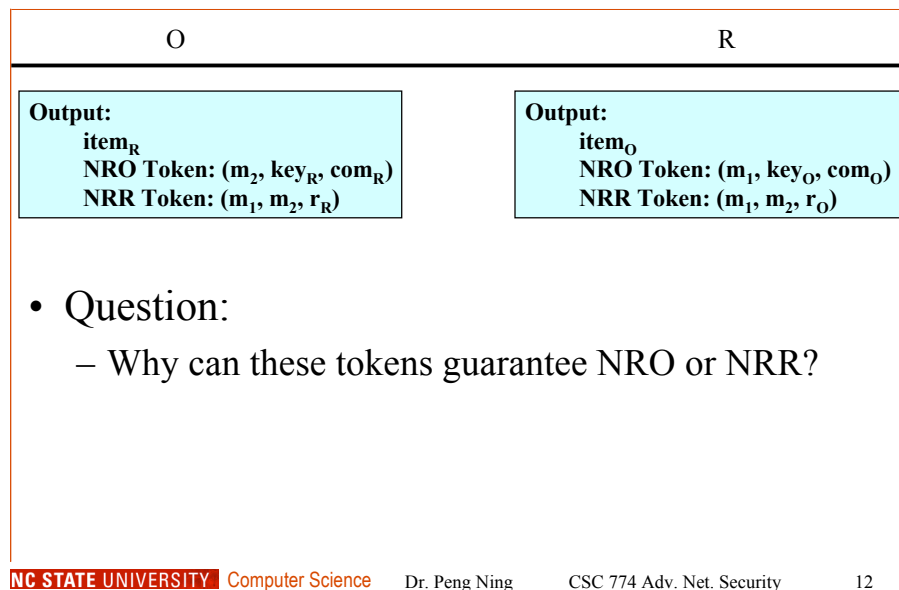 O R
Output:
item_R
NRO Token: (m_2, key_R, com_R)
NRR Token: (m_1, m_2, r_R)
Output:
item_O
NRO Token: (m_1, key_O, com_O)
NRR Token: (m_1, m_2, r_O)
• Question:
– Why can these tokens guarantee NRO or NRR?
NC STATE UNIVERSITY Computer Science Dr. Peng Ning CSC 774 Adv. Net. Security 12